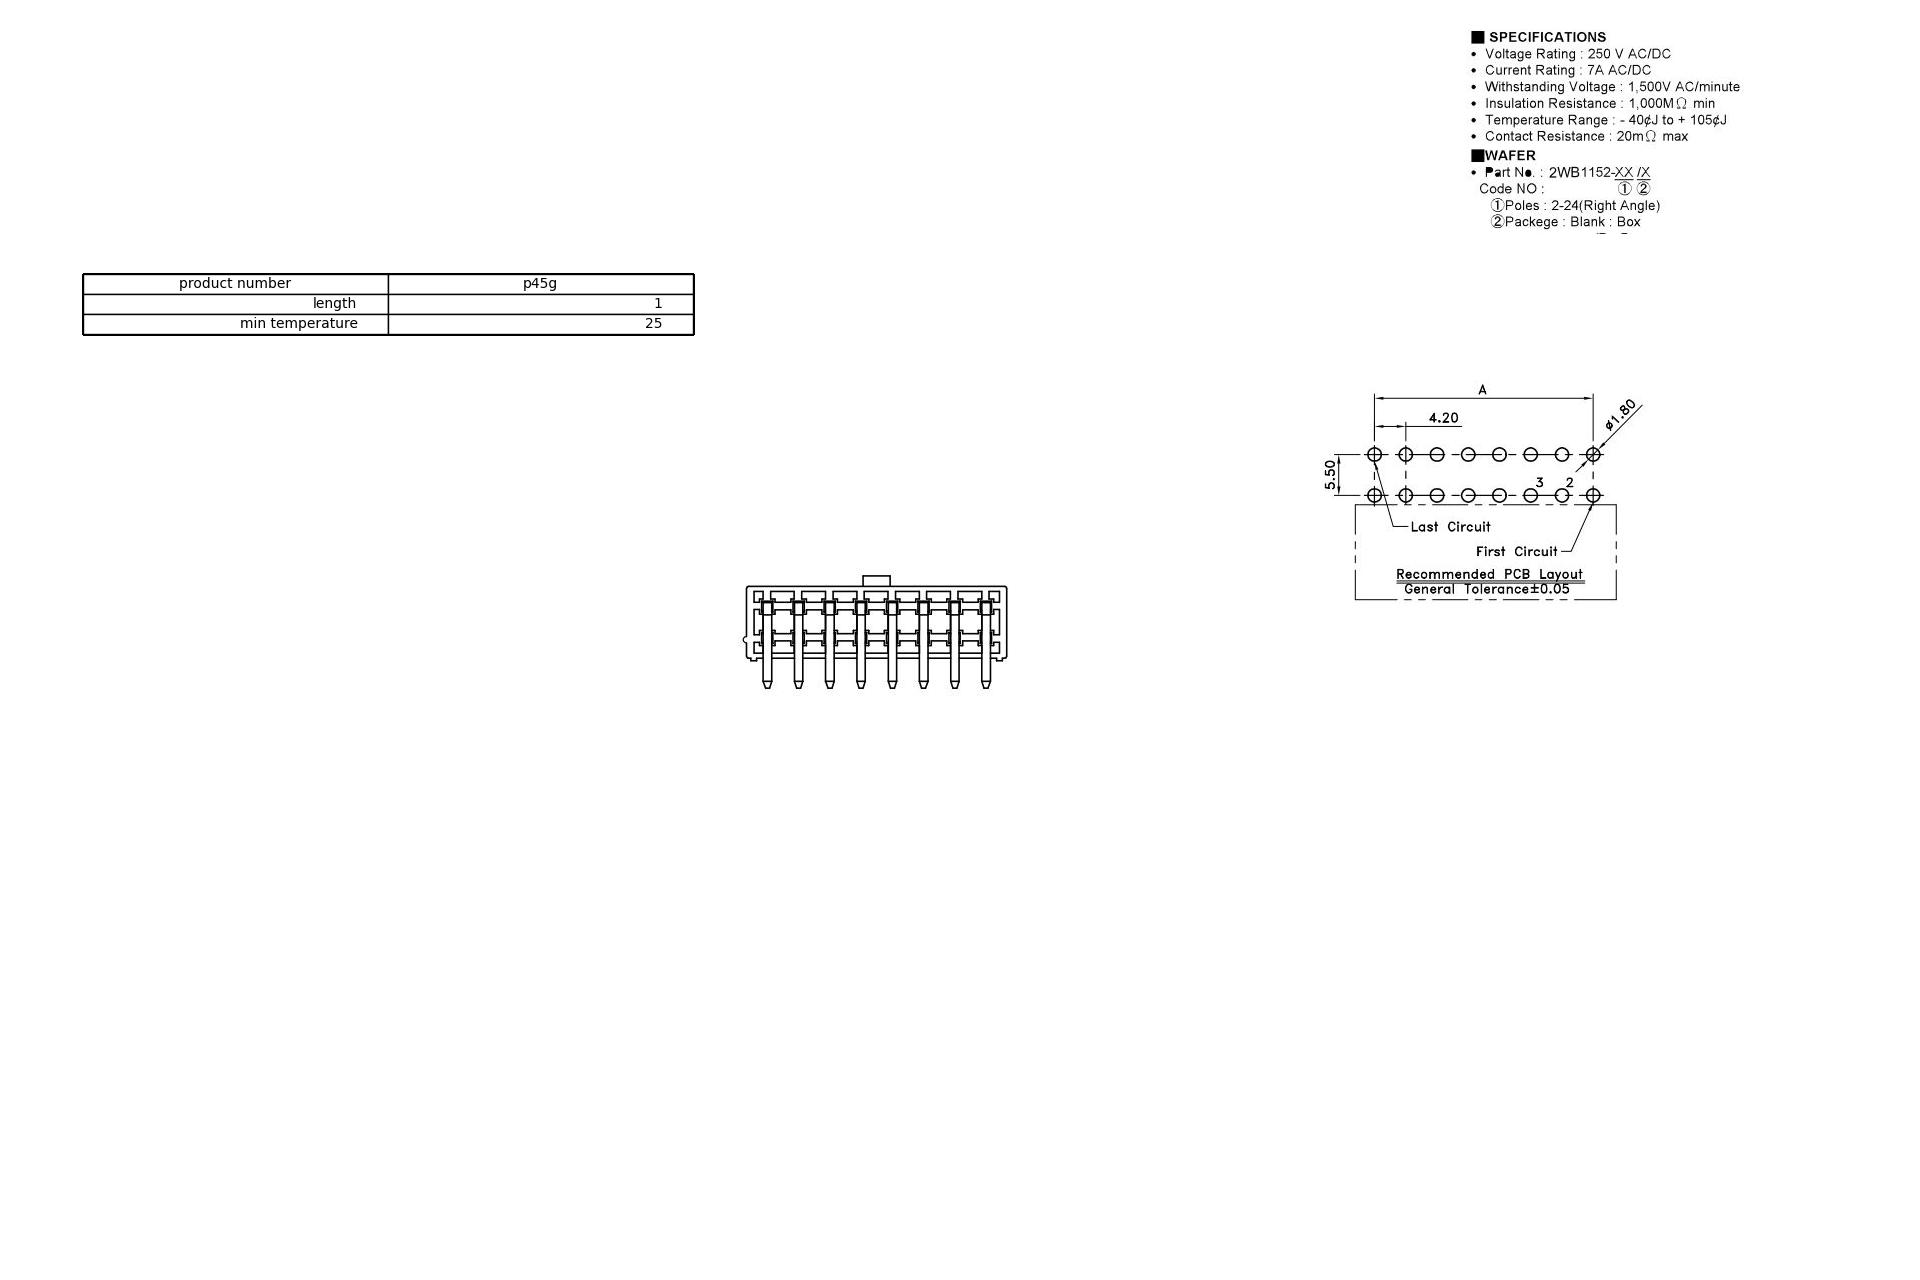 ■ SPECIFICATIONS
• Voltage Rating : 250 V AC/DC
• Current Rating : 7A AC/DC
• Withstanding Voltage : 1,500V AC/minute
• Insulation Resistance : 1,000MΩ min
• Temperature Range : - 40¢J to + 105¢J
• Contact Resistance : 20mΩ max
■WAFER
• Part No. : 2WB1152-XX /X
Code NO : ① ②
①Poles : 2-24(Right Angle)
②Packege : Blank : Box
product number p45g
length 1
min temperature 25
A
4.20
ø1.80
5.50
3 2
Last Circuit
First Circuit
Recommended PCB Layout
General Tolerance±0.05